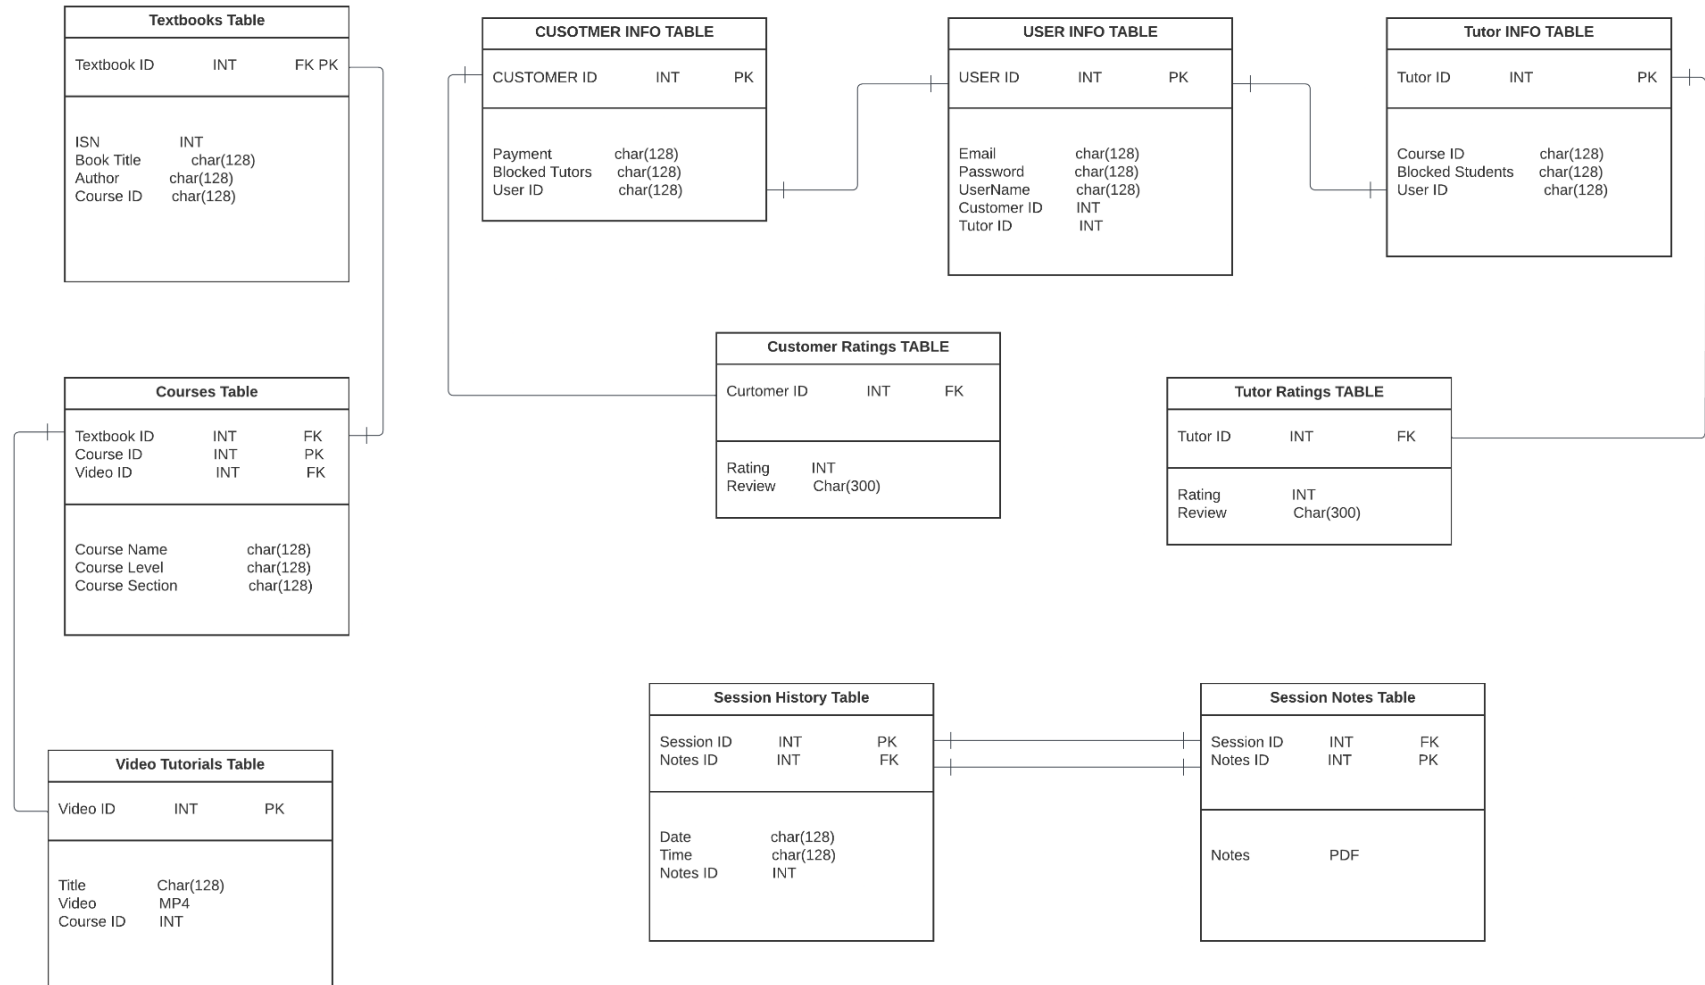 Textbooks Table
Textbook ID INT FK PK
ISN INT
Book Title char(128)
Author char(128)
Course ID char(128)
CUSOTMER INFO TABLE
CUSTOMER ID INT PK
Payment char(128)
Blocked Tutors char(128)
User ID char(128)
USER INFO TABLE
USER ID INT PK
Email char(128)
Password char(128)
UserName char(128)
Customer ID INT
Tutor ID INT
Tutor INFO TABLE
Tutor ID INT PK
Course ID char(128)
Blocked Students char(128)
User ID char(128)
Customer Ratings TABLE
Curtomer ID INT FK
Rating INT
Review Char(300)
Tutor Ratings TABLE
Tutor ID INT FK
Rating INT
Review Char(300)
Courses Table
Textbook ID INT FK
Course ID INT PK
Video ID INT FK
Course Name char(128)
Course Level char(128)
Course Section char(128)
Session History Table
Session ID INT PK
Notes ID INT FK
Date char(128)
Time char(128)
Notes ID INT
Session Notes Table
Session ID INT FK
Notes ID INT PK
Notes PDF
Video Tutorials Table
Video ID INT PK
Title Char(128)
Video MP4
Course ID INT